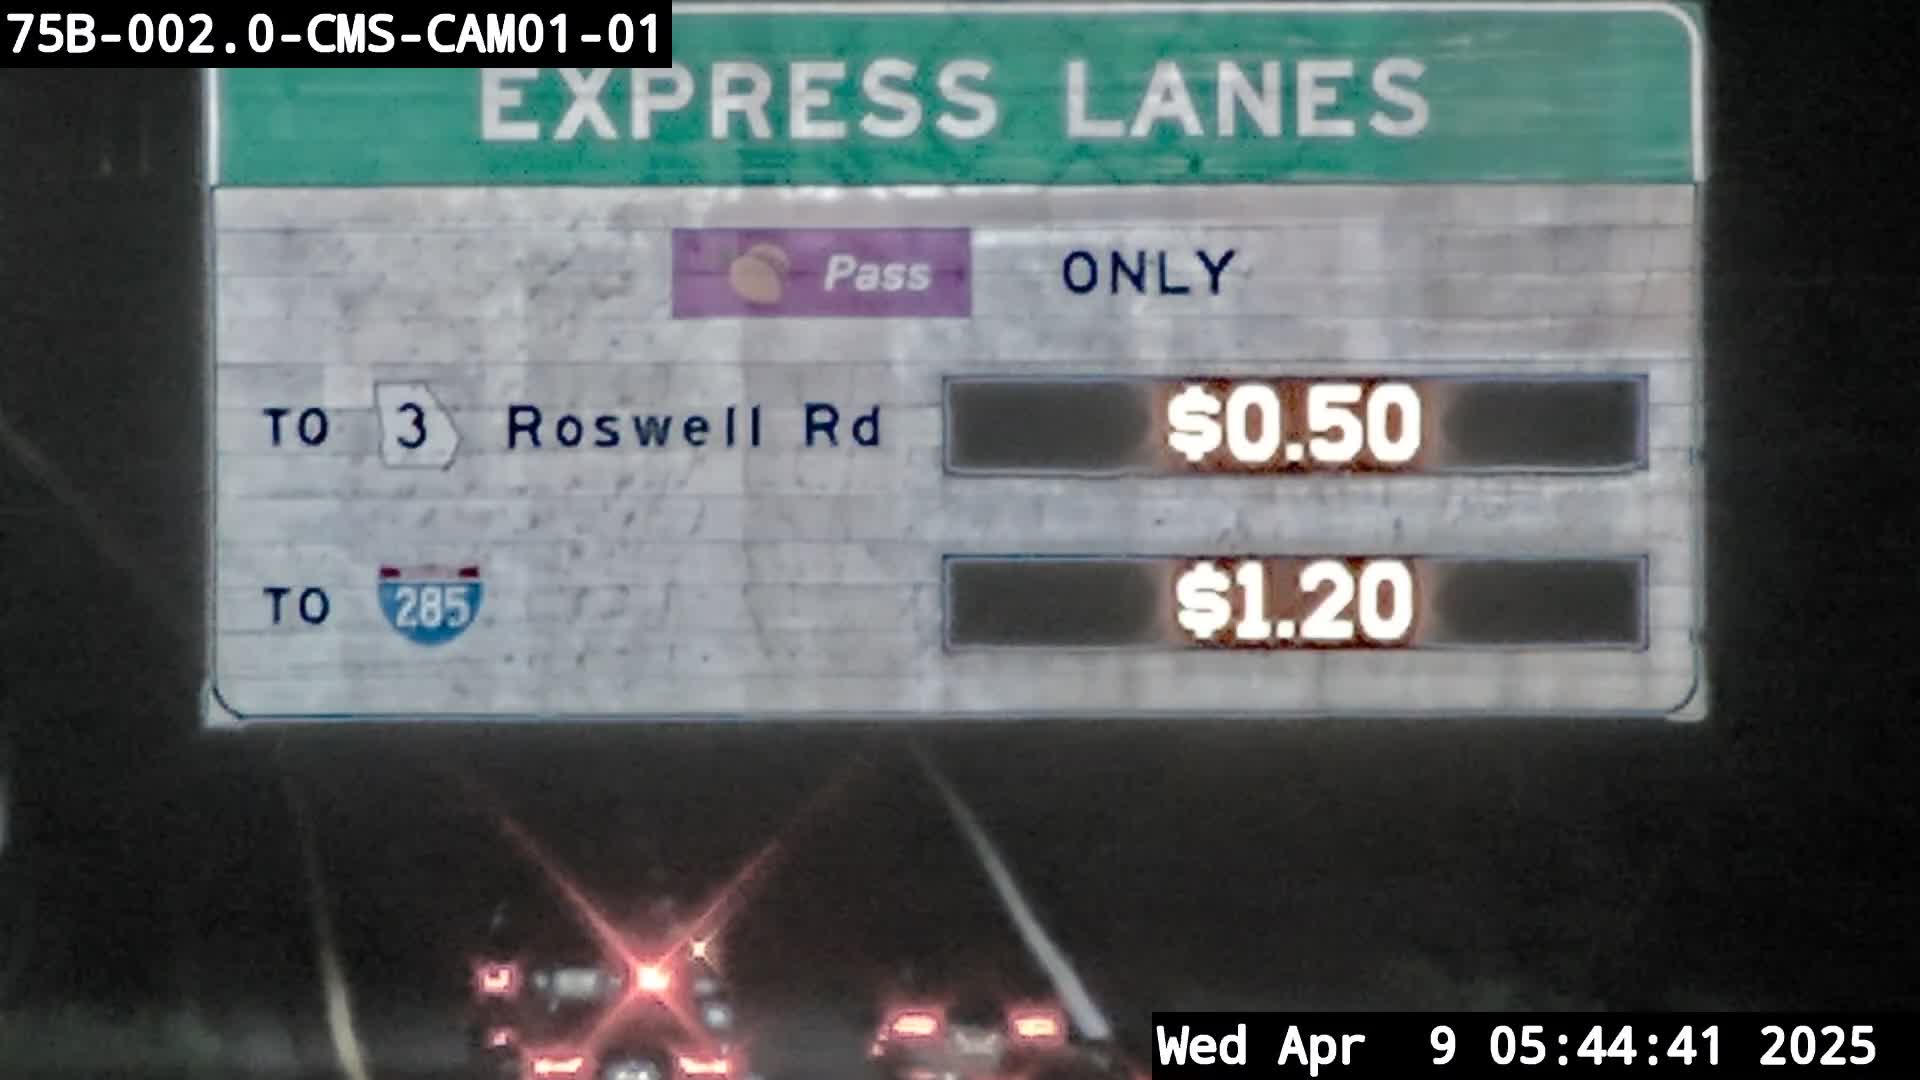 75B-002.0-CMS-CAM01-01
EXPRESS LANES
Pass ONLY
TO 3 Roswell Rd $0.50
TO 285 $1.20
Wed Apr 9 05:44:41 2025